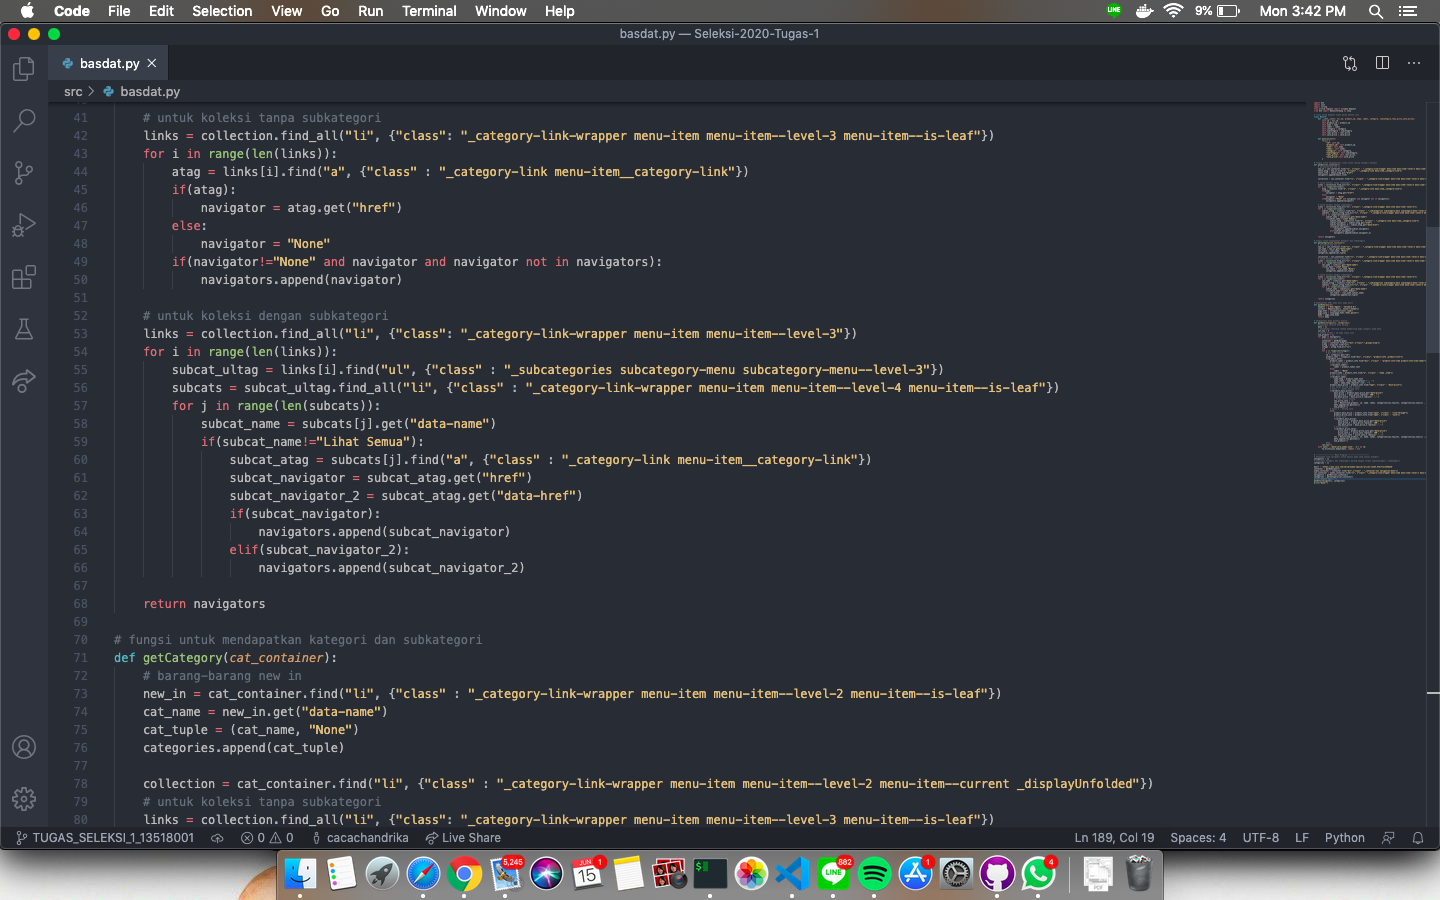 Code File Edit Selection View Go Run Terminal Window Help LINE 9% Mon 3:42 PM
basdat.py — Seleksi-2020-Tugas-1
basdat.py
src > basdat.py
41 # untuk koleksi tanpa subkategori
42 links = collection.find_all("li", {"class": "_category-link-wrapper menu-item menu-item--level-3 menu-item--is-leaf"})
43 for i in range(len(links)):
44 atag = links[i].find("a", {"class" : "_category-link menu-item__category-link"})
45 if(atag):
46 navigator = atag.get("href")
47 else:
48 navigator = "None"
49 if(navigator!="None" and navigator and navigator not in navigators):
50 navigators.append(navigator)
51
52 # untuk koleksi dengan subkategori
53 links = collection.find_all("li", {"class": "_category-link-wrapper menu-item menu-item--level-3"})
54 for i in range(len(links)):
55 subcat_ultag = links[i].find("ul", {"class" : "_subcategories subcategory-menu subcategory-menu--level-3"})
56 subcats = subcat_ultag.find_all("li", {"class" : "_category-link-wrapper menu-item menu-item--level-4 menu-item--is-leaf"})
57 for j in range(len(subcats)):
58 subcat_name = subcats[j].get("data-name")
59 if(subcat_name!="Lihat Semua"):
60 subcat_atag = subcats[j].find("a", {"class" : "_category-link menu-item__category-link"})
61 subcat_navigator = subcat_atag.get("href")
62 subcat_navigator_2 = subcat_atag.get("data-href")
63 if(subcat_navigator):
64 navigators.append(subcat_navigator)
65 elif(subcat_navigator_2):
66 navigators.append(subcat_navigator_2)
67
68 return navigators
69
70 # fungsi untuk mendapatkan kategori dan subkategori
71 def getCategory(cat_container):
72 # barang-barang new in
73 new_in = cat_container.find("li", {"class" : "_category-link-wrapper menu-item menu-item--level-2 menu-item--is-leaf"})
74 cat_name = new_in.get("data-name")
75 cat_tuple = (cat_name, "None")
76 categories.append(cat_tuple)
77
78 collection = cat_container.find("li", {"class" : "_category-link-wrapper menu-item menu-item--level-2 menu-item--current _displayUnfolded"})
79 # untuk koleksi tanpa subkategori
80 links = collection.find_all("li", {"class": "_category-link-wrapper menu-item menu-item--level-3 menu-item--is-leaf"})
TUGAS_SELEKSI_1_13518001 0 0 cacachandrika Live Share Ln 189, Col 19 Spaces: 4 UTF-8 LF Python
5,245 JUN 15 1 LINE 882 1 4 PDF